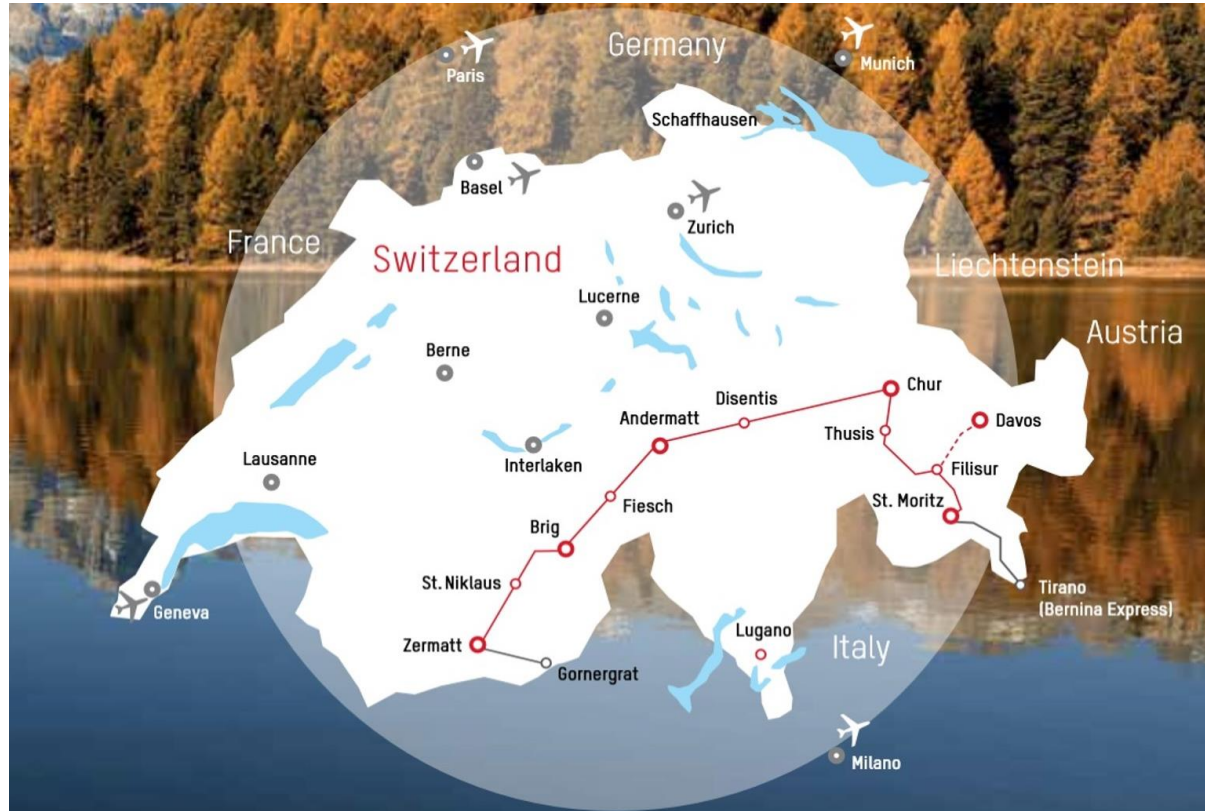 Germany
Paris
Munich
Schaffhausen
Basel
Zurich
France
Switzerland
Liechtenstein
Lucerne
Austria
Berne
Chur
Disentis
Andermatt
Davos
Thusis
Interlaken
Lausanne
Filisur
Fiesch
St. Moritz
Brig
St. Niklaus
Tirano
(Bernina Express)
Geneva
Lugano
Zermatt
Italy
Gornergrat
Milano